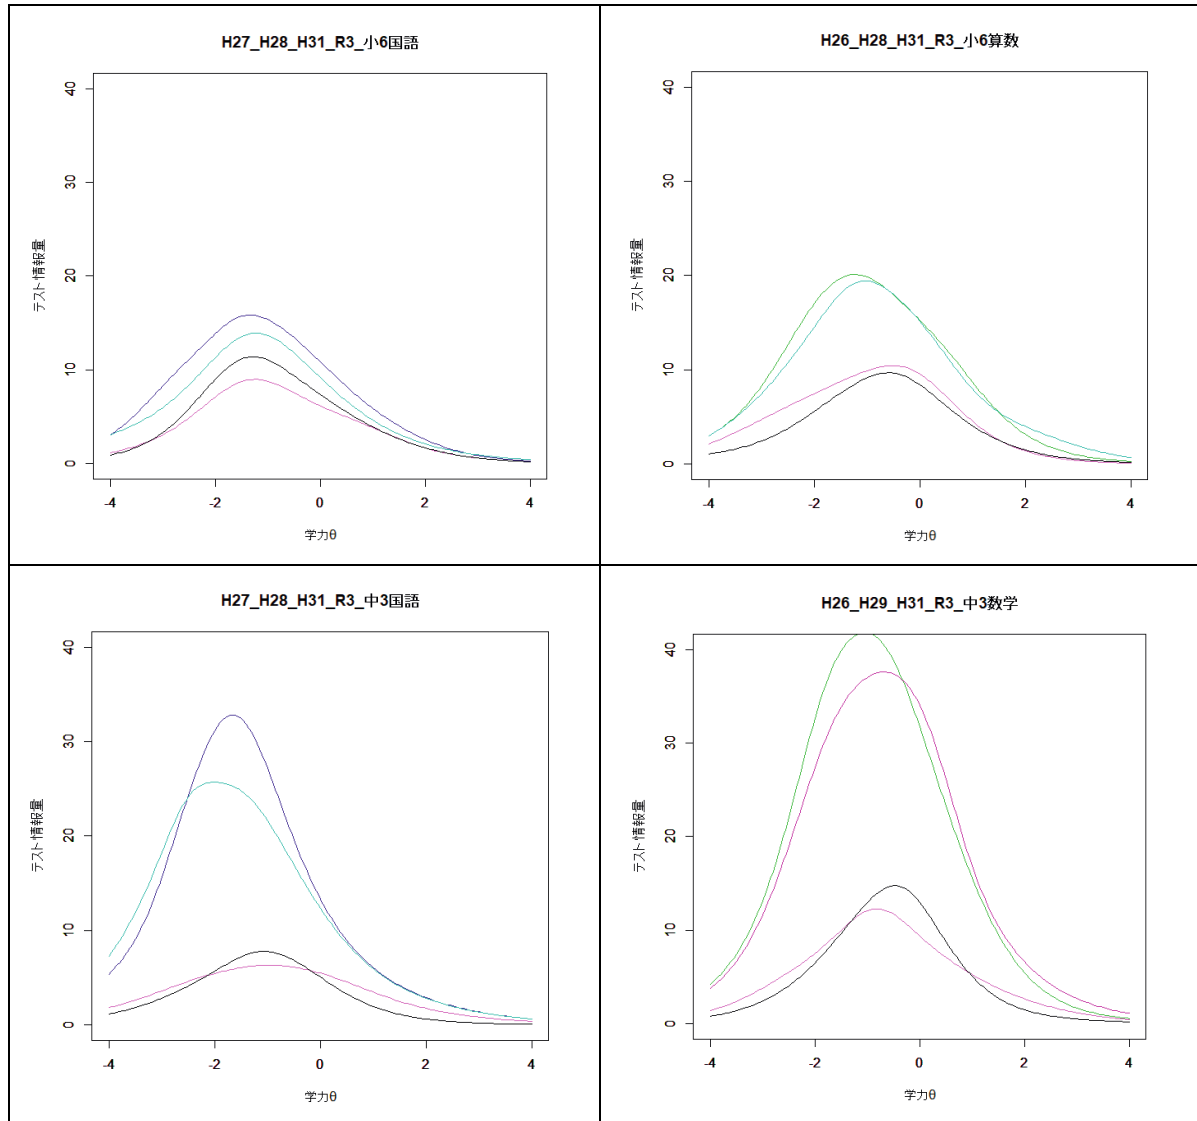 H27_H28_H31_R3_小6国語
40
30
20
10
0
テスト情報量
-4 -2 0 2 4
学力θ
H26_H28_H31_R3_小6算数
40
30
20
10
0
テスト情報量
-4 -2 0 2 4
学力θ
H27_H28_H31_R3_中3国語
40
30
20
10
0
テスト情報量
-4 -2 0 2 4
学力θ
H26_H29_H31_R3_中3数学
40
30
20
10
0
テスト情報量
-4 -2 0 2 4
学力θ